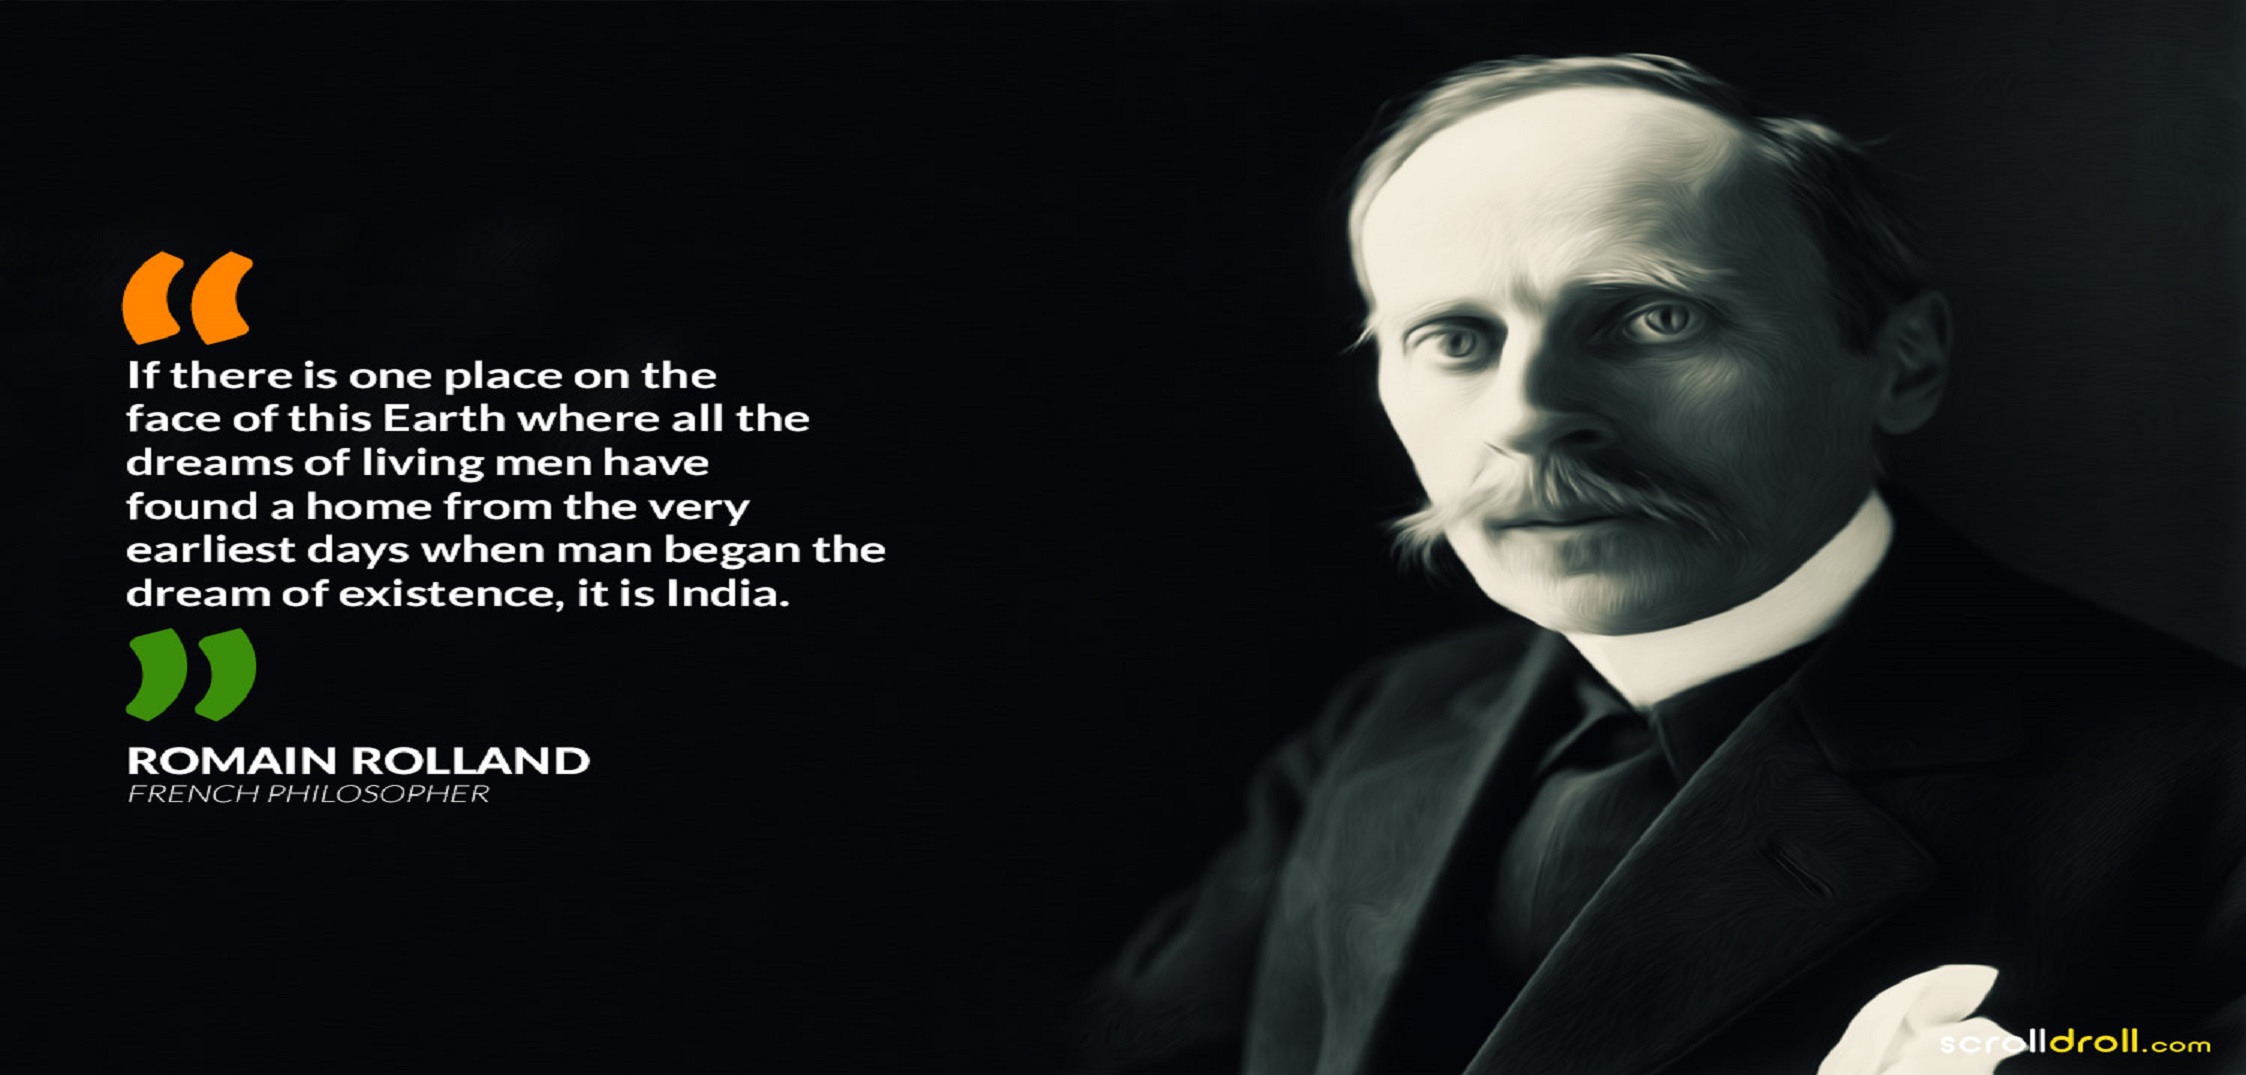 If there is one place on the
face of this Earth where all the
dreams of living men have
found a home from the very
earliest days when man began the
dream of existence, it is India.
ROMAIN ROLLAND
FRENCH PHILOSOPHER
scrolldroll.com